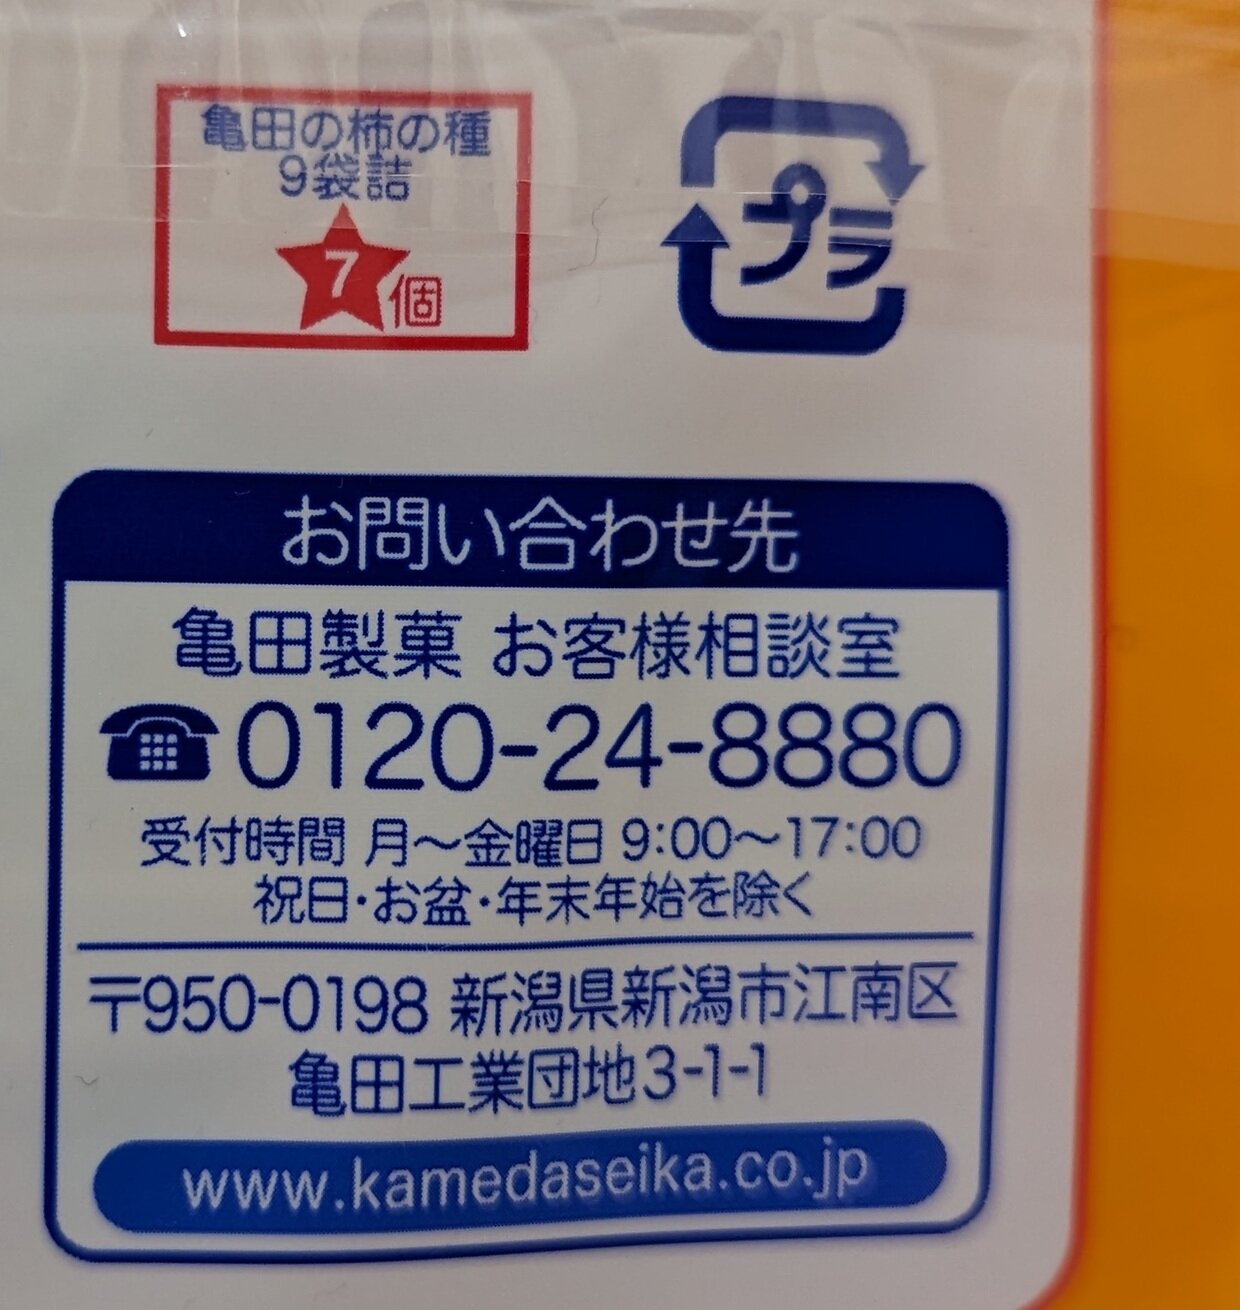 亀田の柿の種
9袋詰
7個
プラ
お問い合わせ先
亀田製菓 お客様相談室
0120-24-8880
受付時間 月〜金曜日 9:00〜17:00
祝日・お盆・年末年始を除く
〒950-0198 新潟県新潟市江南区
亀田工業団地3-1-1
www.kamedaseika.co.jp